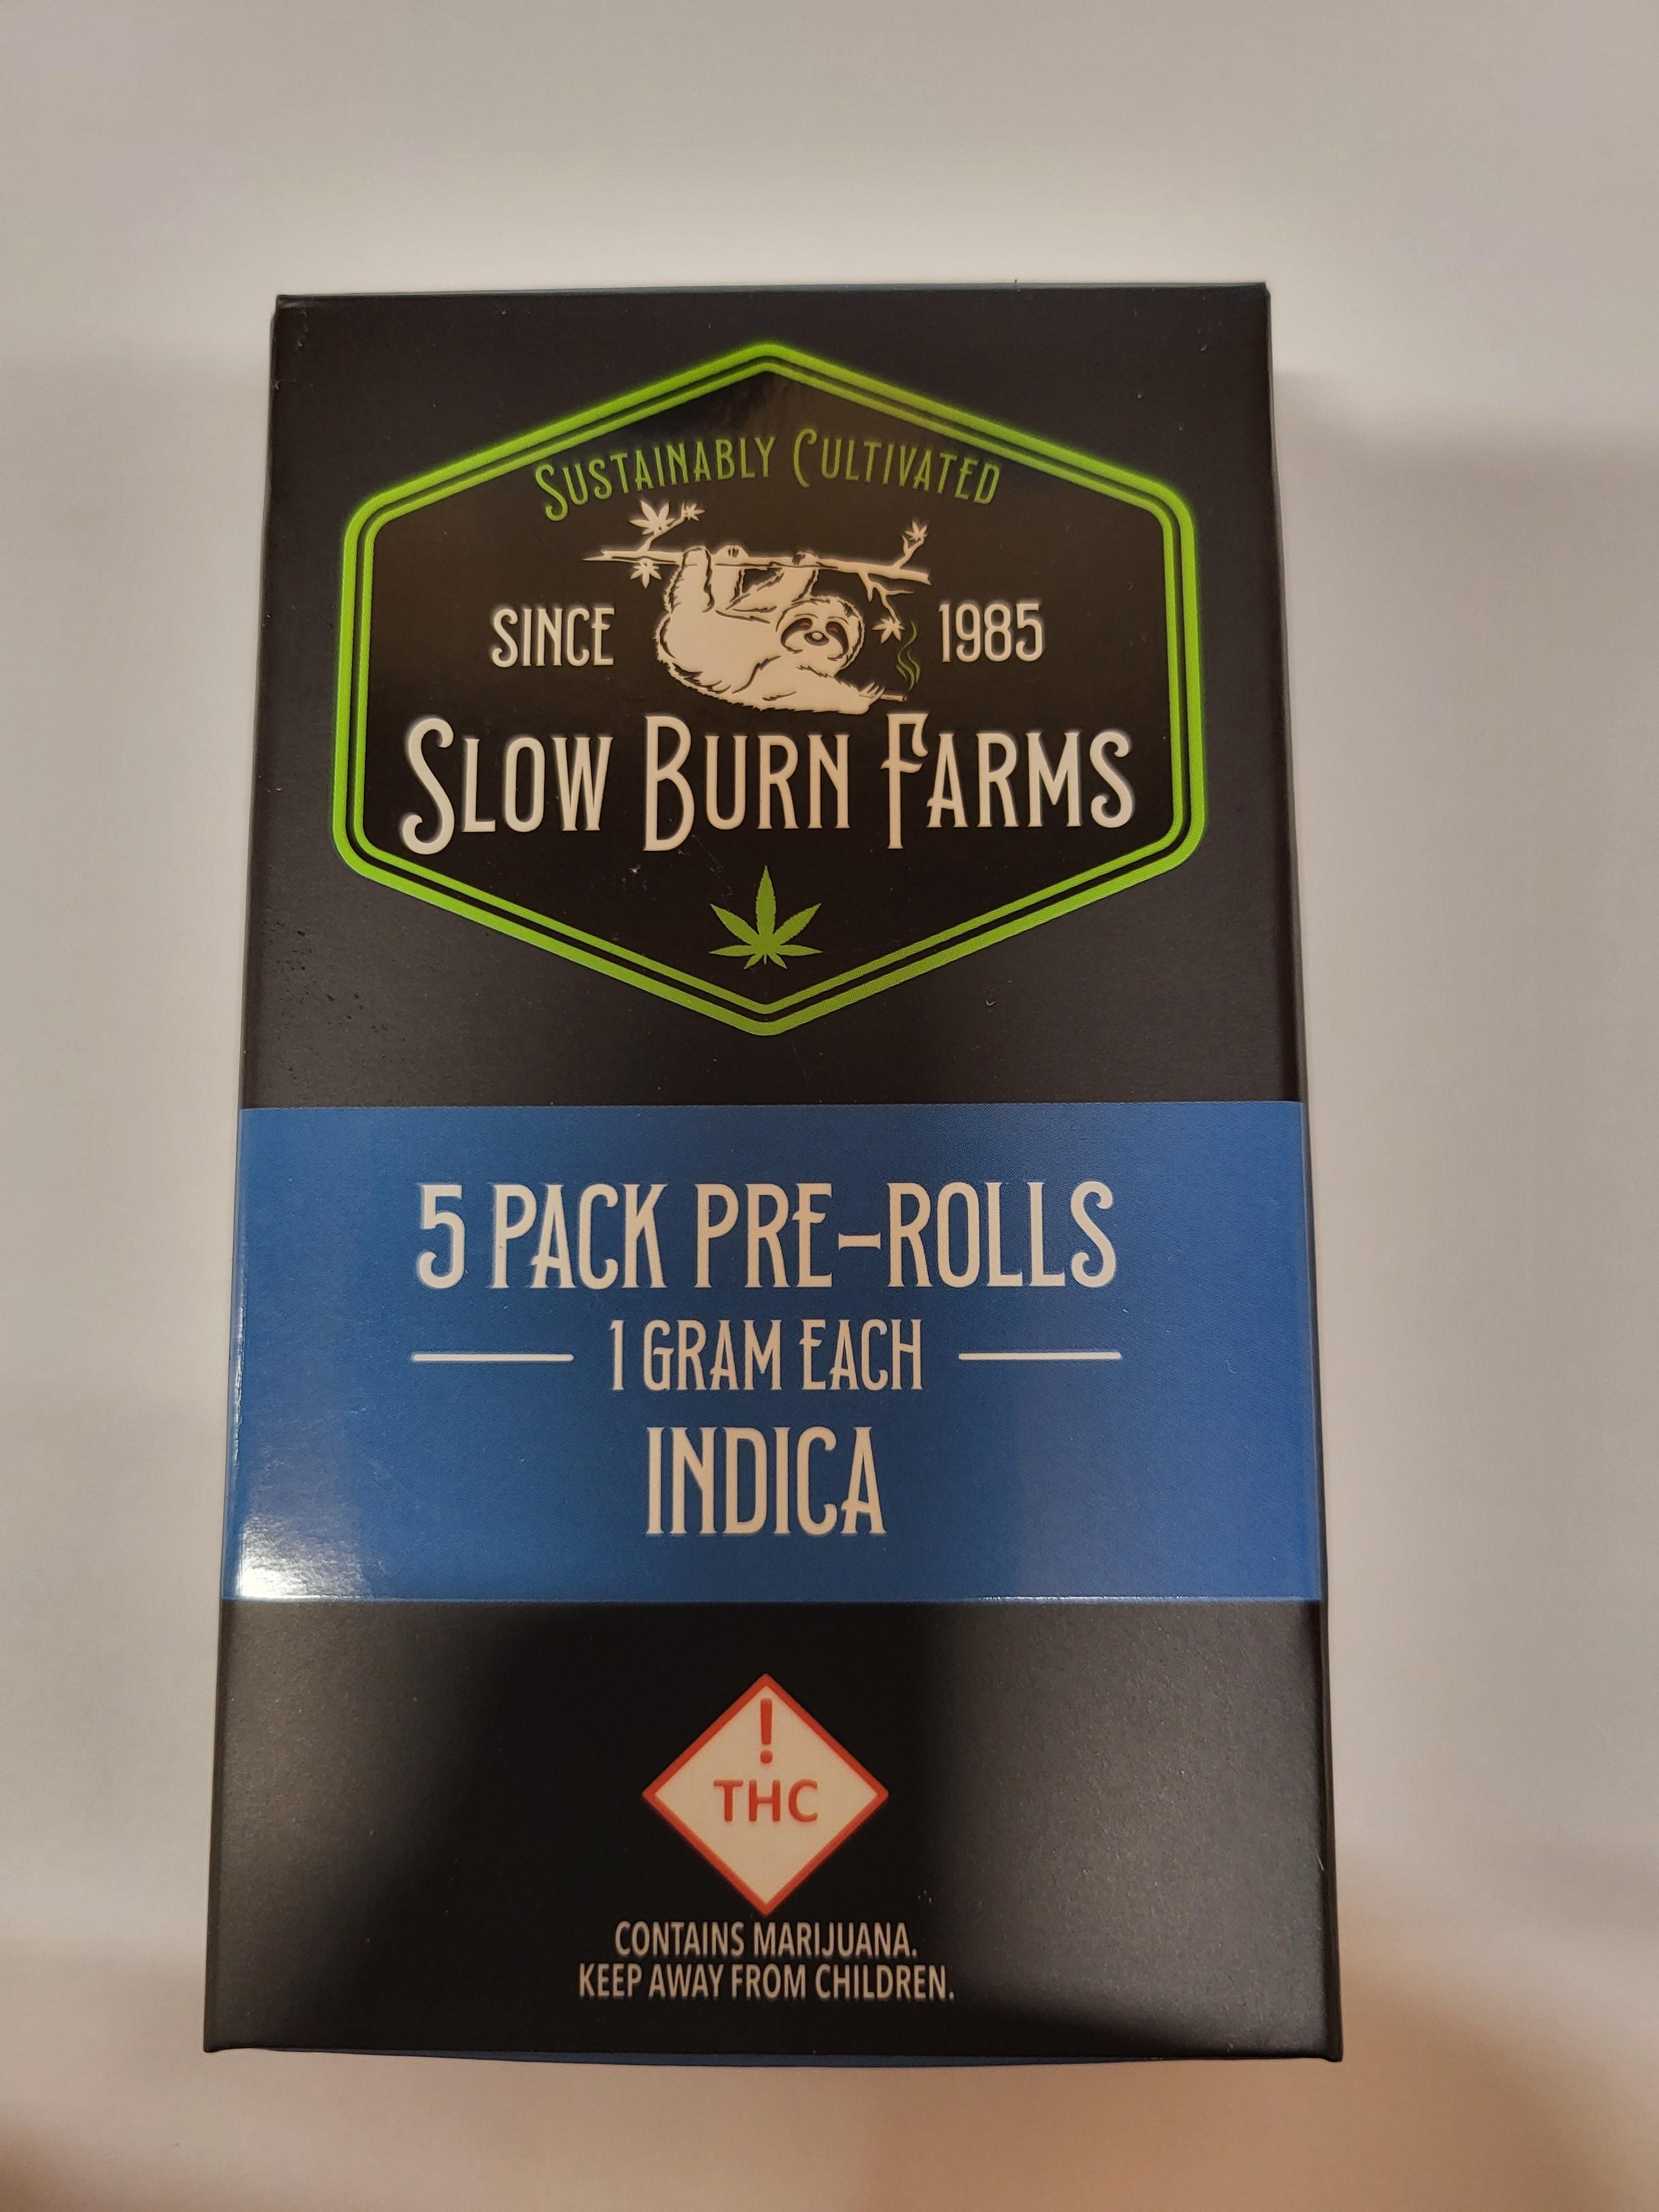 SUSTAINABLY CULTIVATED
SINCE 1985
SLOW BURN FARMS
5 PACK PRE-ROLLS
1 GRAM EACH
INDICA
!
THC
CONTAINS MARIJUANA.
KEEP AWAY FROM CHILDREN.